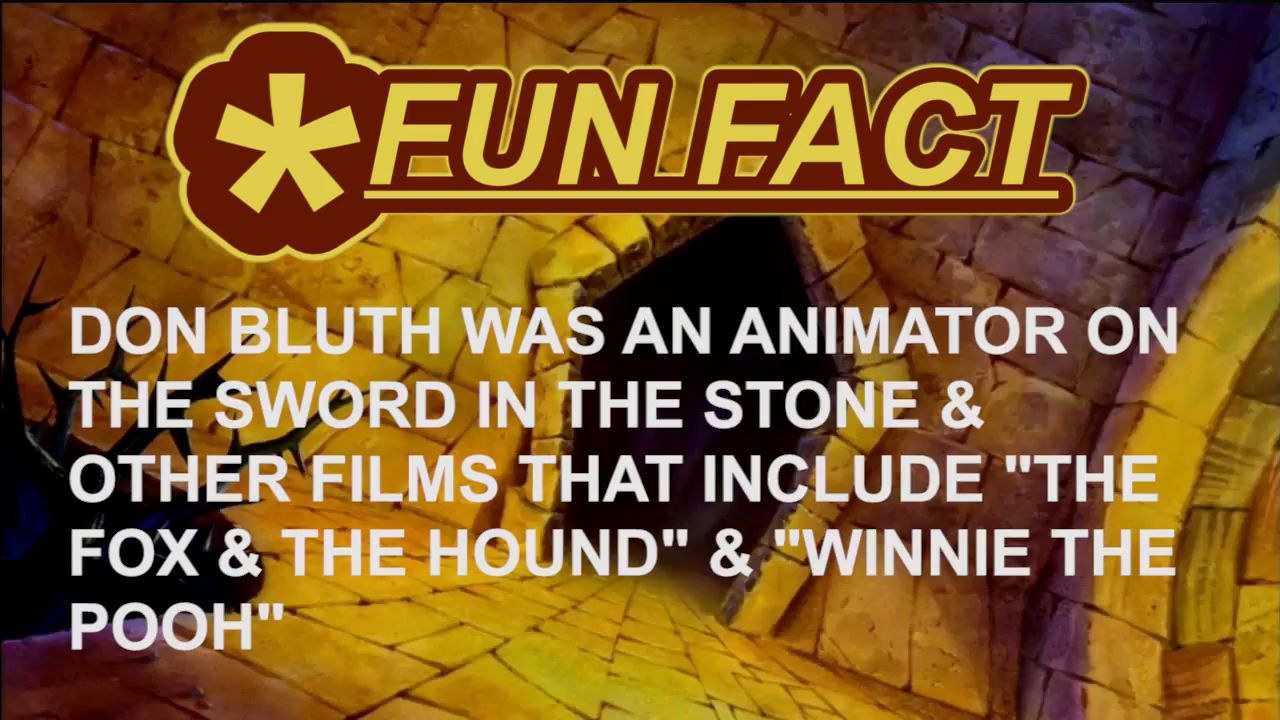 *FUN FACT
DON BLUTH WAS AN ANIMATOR ON
THE SWORD IN THE STONE &
OTHER FILMS THAT INCLUDE "THE
FOX & THE HOUND" & "WINNIE THE
POOH"